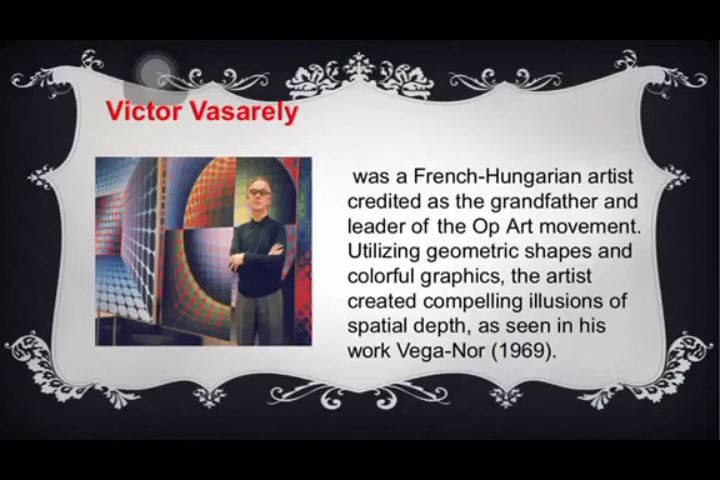 Victor Vasarely
was a French-Hungarian artist
credited as the grandfather and
leader of the Op Art movement.
Utilizing geometric shapes and
colorful graphics, the artist
created compelling illusions of
spatial depth, as seen in his
work Vega-Nor (1969).